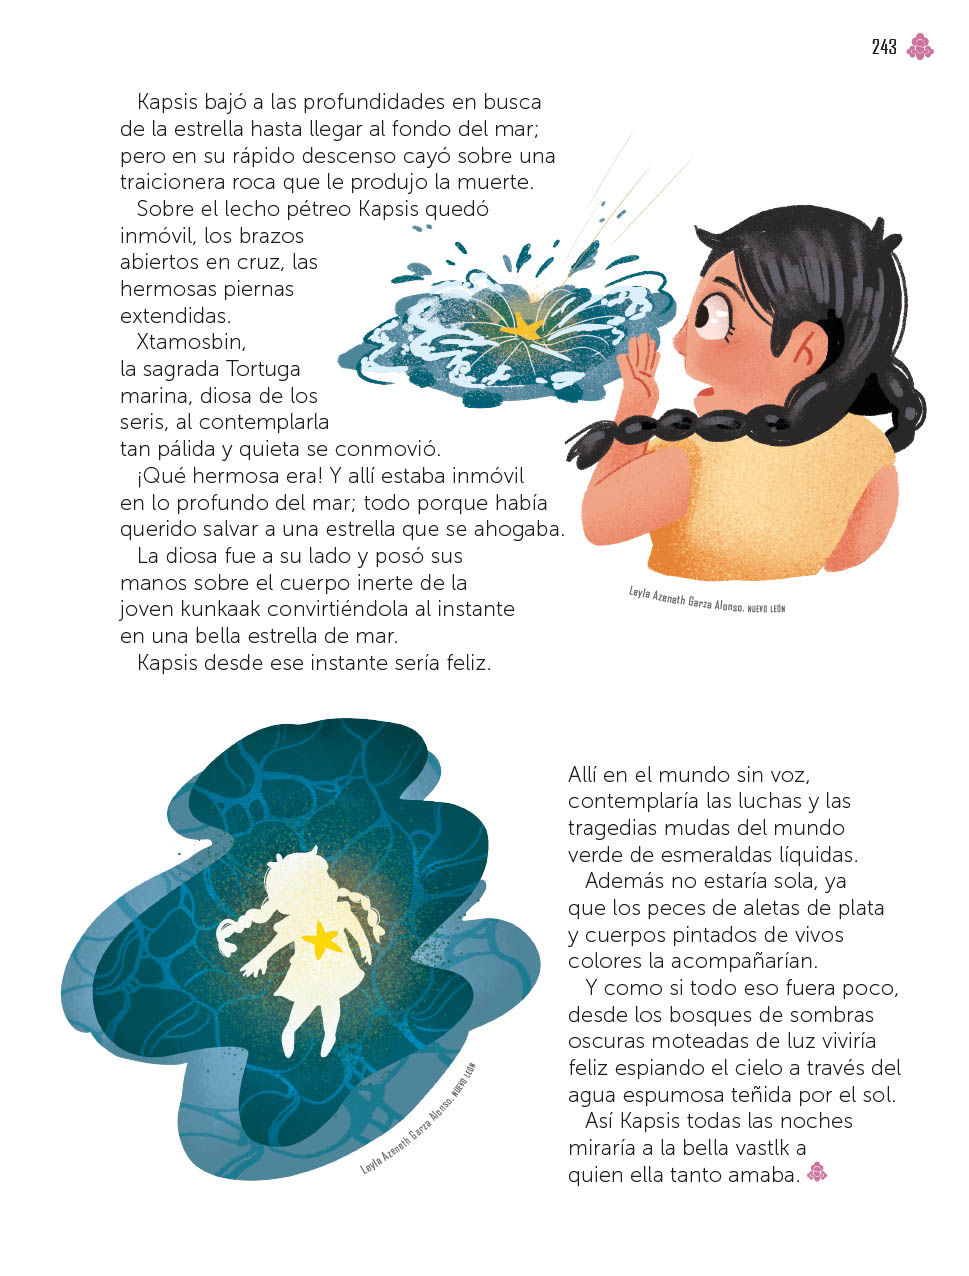 243
Kapsis bajó a las profundidades en busca
de la estrella hasta llegar al fondo del mar;
pero en su rápido descenso cayó sobre una
traicionera roca que le produjo la muerte.
Sobre el lecho pétreo Kapsis quedó
inmóvil, los brazos
abiertos en cruz, las
hermosas piernas
extendidas.
Xtamosbin,
la sagrada Tortuga
marina, diosa de los
seris, al contemplarla
tan pálida y quieta se conmovió.
¡Qué hermosa era! Y allí estaba inmóvil
en lo profundo del mar; todo porque había
querido salvar a una estrella que se ahogaba.
La diosa fue a su lado y posó sus
manos sobre el cuerpo inerte de la
joven kunkaak convirtiéndola al instante
en una bella estrella de mar.
Kapsis desde ese instante sería feliz.
Leyla Azeneth Garza Alonso, NUEVO LEÓN
Allí en el mundo sin voz,
contemplaría las luchas y las
tragedias mudas del mundo
verde de esmeraldas líquidas.
Además no estaría sola, ya
que los peces de aletas de plata
y cuerpos pintados de vivos
colores la acompañarían.
Y como si todo eso fuera poco,
desde los bosques de sombras
oscuras moteadas de luz viviría
feliz espiando el cielo a través del
agua espumosa teñida por el sol.
Así Kapsis todas las noches
miraría a la bella vastlk a
quien ella tanto amaba.
Leyla Azeneth Garza Alonso, NUEVO LEÓN